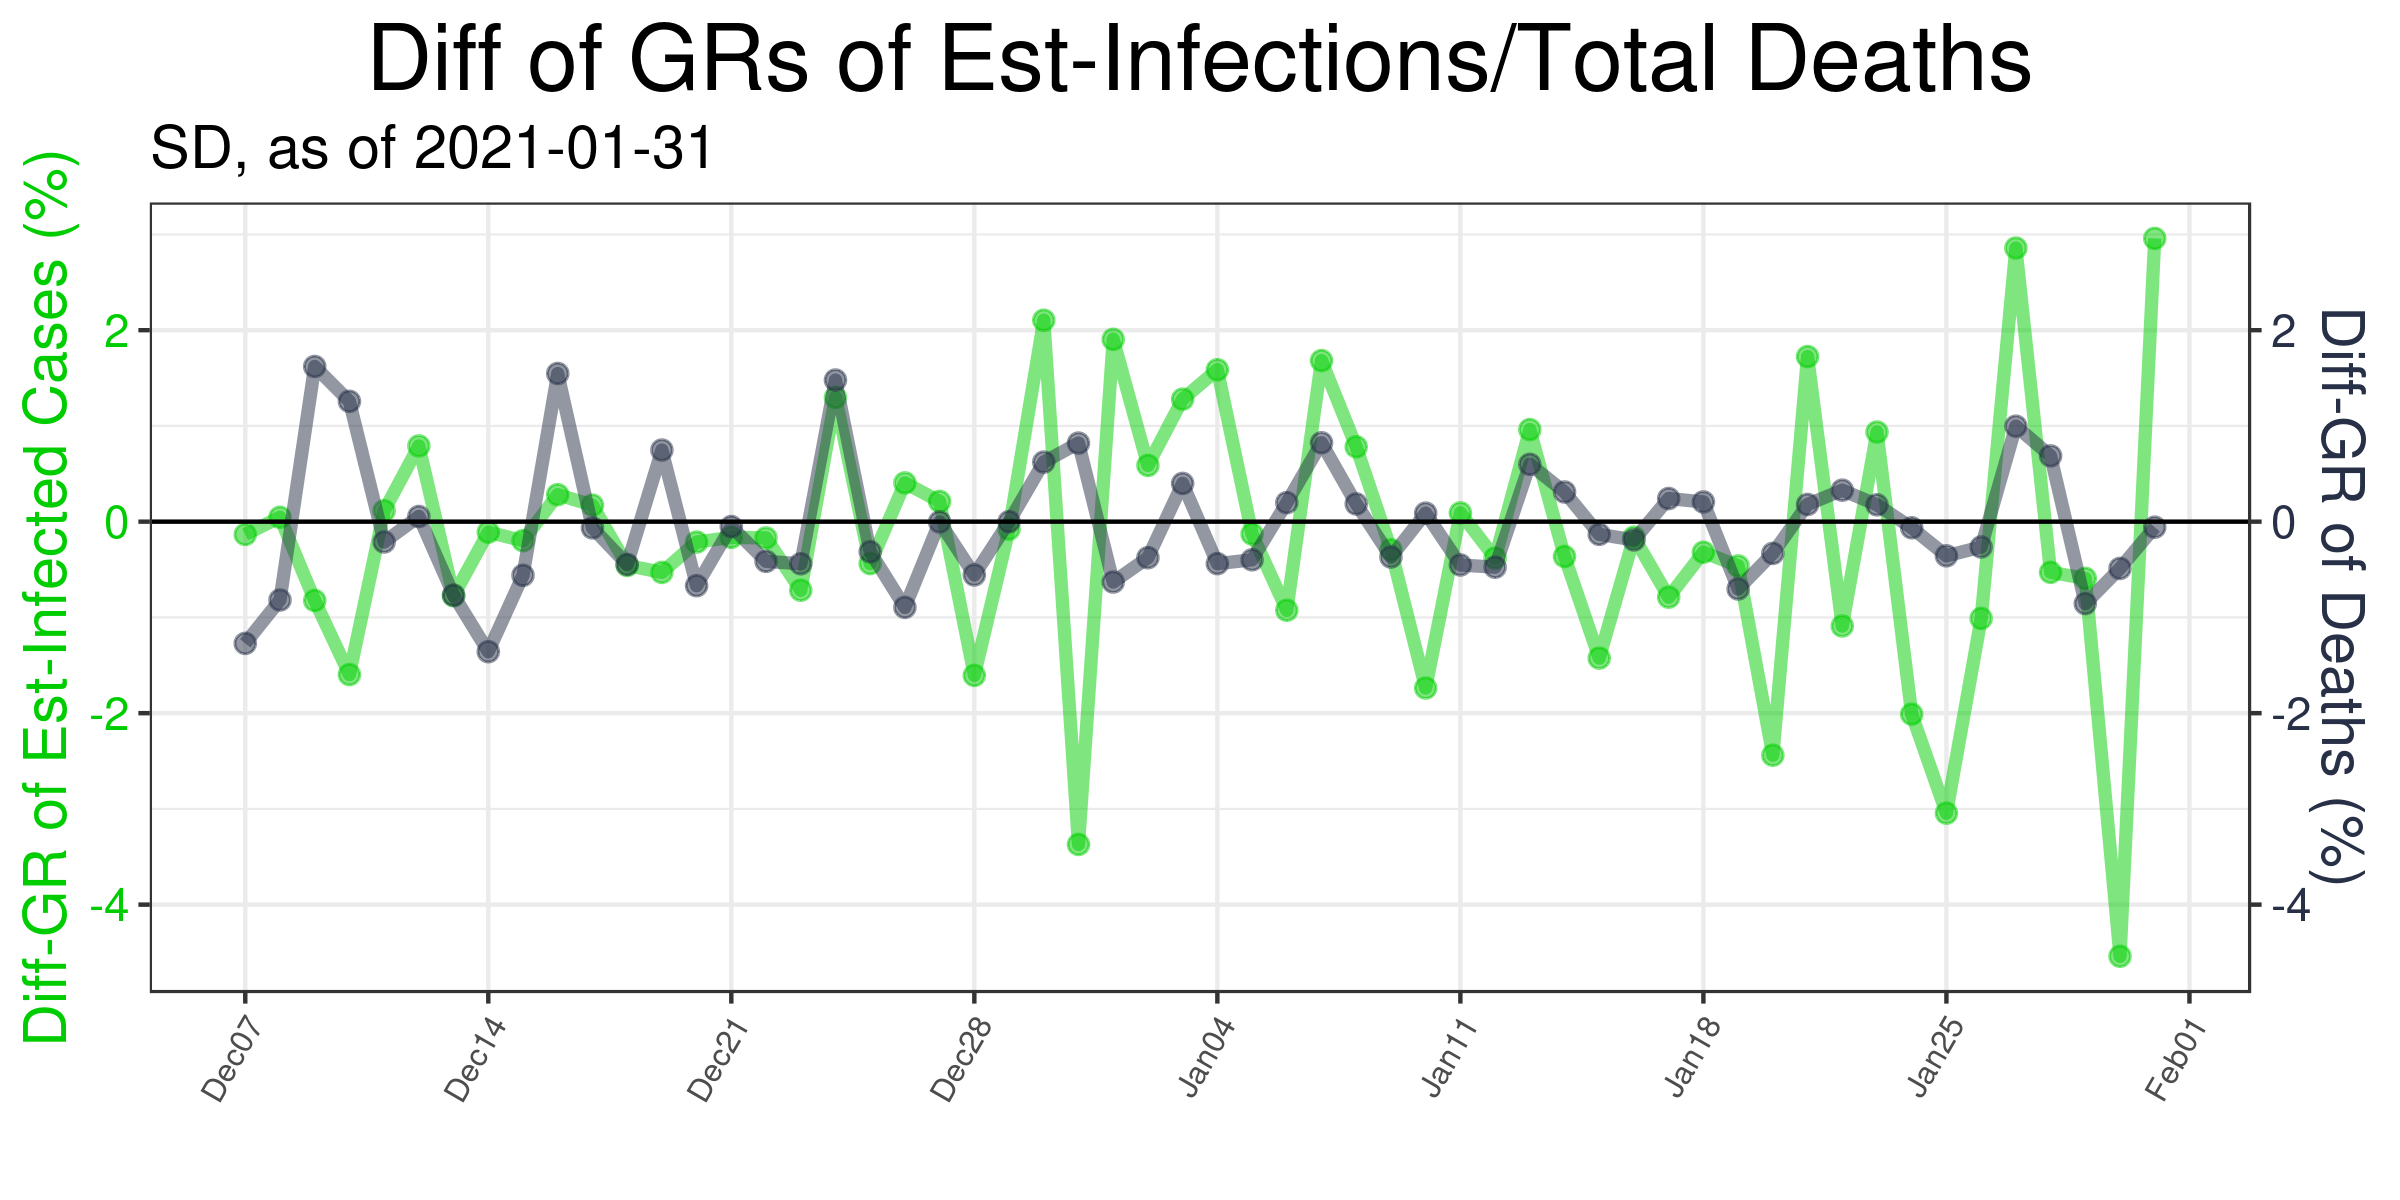 Diff of GRs of Est-Infections/Total Deaths
SD, as of 2021-01-31
Diff-GR of Est-Infected Cases (%)
2
0
-2
-4
2
0
-2
-4
Diff-GR of Deaths (%)
Dec07
Dec14
Dec21
Dec28
Jan04
Jan11
Jan18
Jan25
Feb01